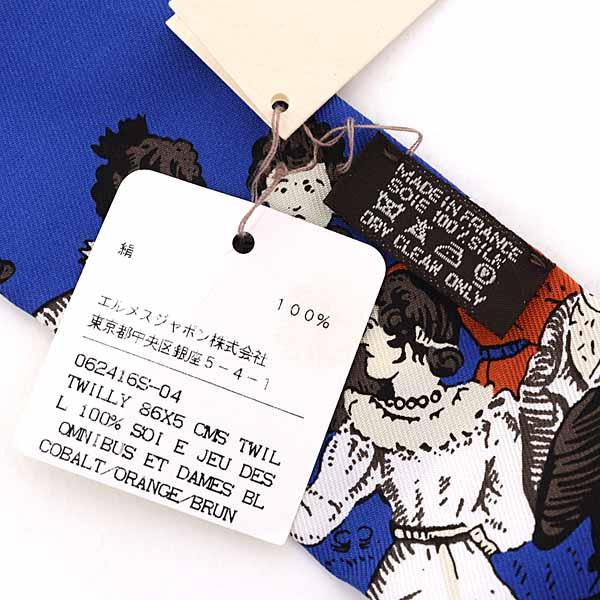 絹
100%
エルメスジャポン株式会社
東京都中央区銀座5-4-1
062416S-04
TWILLY 86X5 CMS TWIL
L 100% SOI E JEU DES
OMNIBUS ET DAMES BL
COBALT/ORANGE/BRUN
MADE IN FRANCE
SOIE 100% SILK
DRY CLEAN ONLY